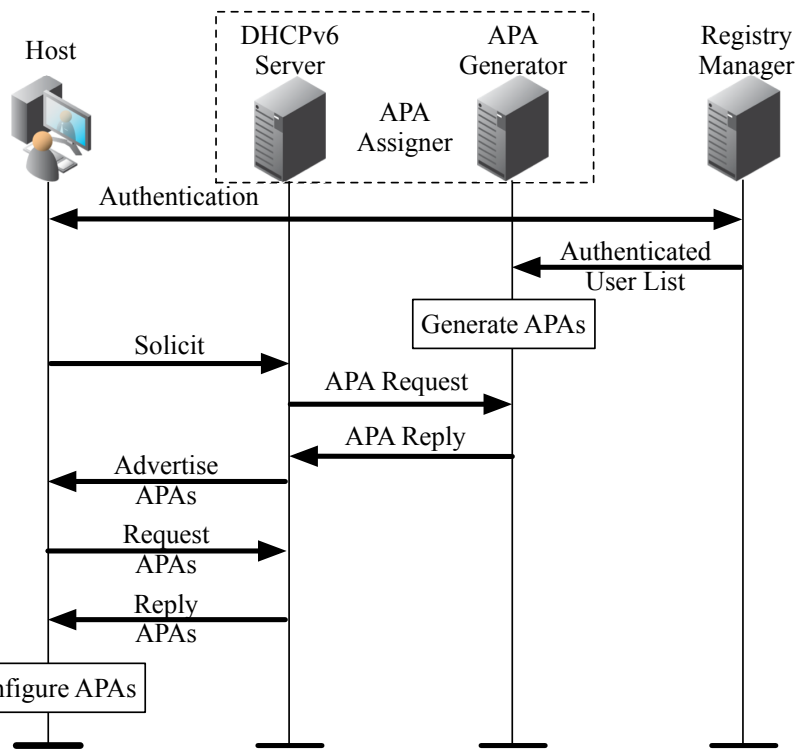 Host
DHCPv6
Server
APA
Generator
Registry
Manager
APA
Assigner
Authentication
Authenticated
User List
Generate APAs
Solicit
APA Request
APA Reply
Advertise
APAs
Request
APAs
Reply
APAs
nfigure APAs